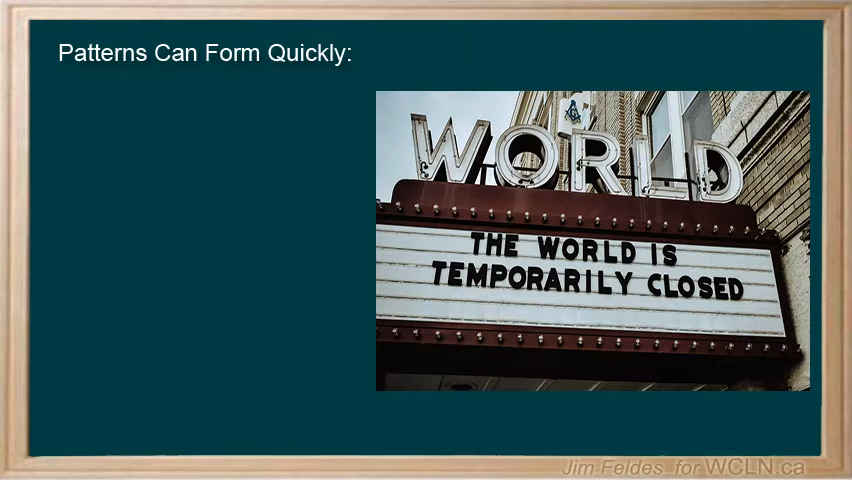 Patterns Can Form Quickly:
WORLD
THE WORLD IS
TEMPORARILY CLOSED
Jim Feldes for WCLN.ca